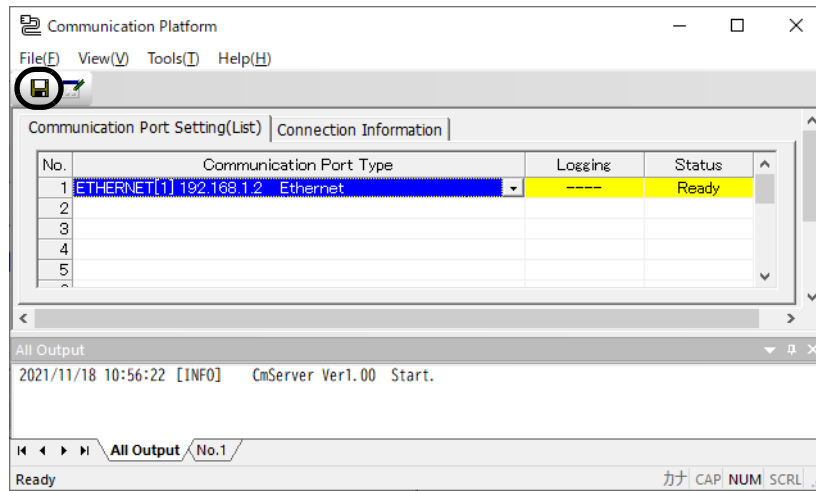 Communication Platform
File(F) View(V) Tools(T) Help(H)
Communication Port Setting(List) Connection Information
No. Communication Port Type Logging Status
1 ETHERNET[1] 192.168.1.2 Ethernet ---- Ready
2
3
4
5
All Output
2021/11/18 10:56:22 [INFO] CmServer Ver1.00 Start.
All Output No.1
Ready カナ CAP NUM SCRL